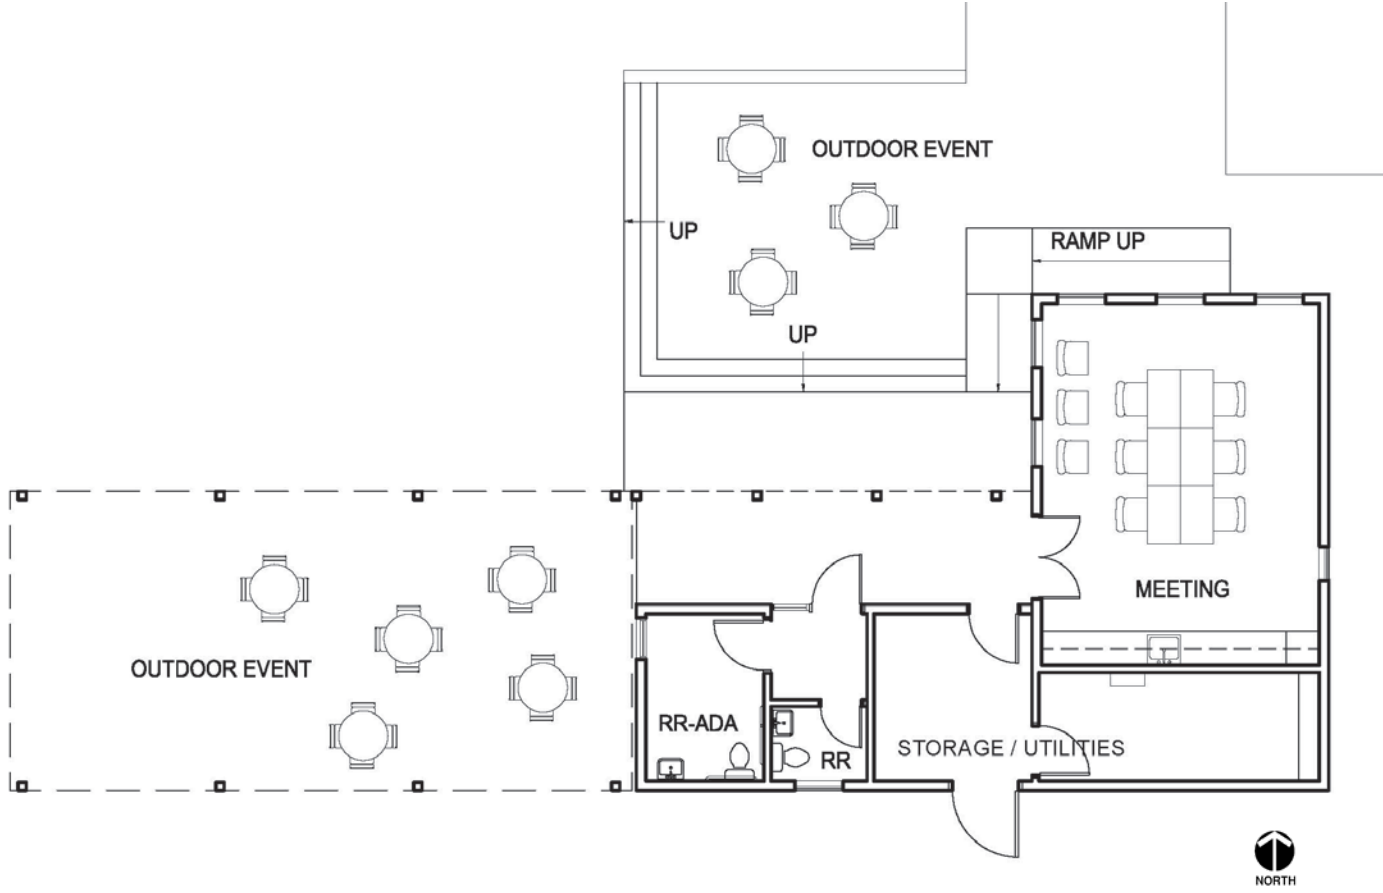 OUTDOOR EVENT
UP
RAMP UP
UP
MEETING
OUTDOOR EVENT
RR-ADA
RR
STORAGE / UTILITIES
NORTH